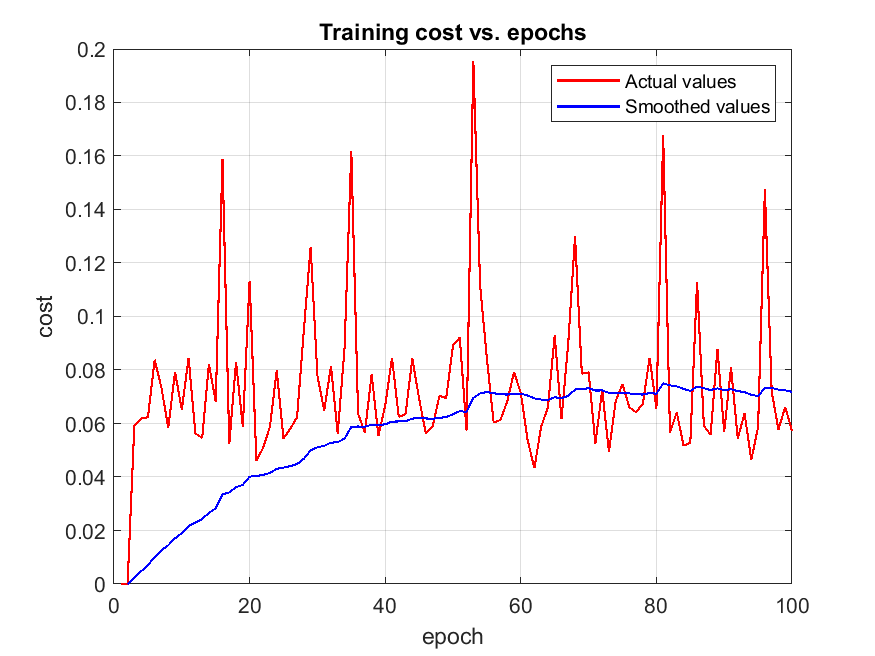 Training cost vs. epochs
0.2
0.18
0.16
0.14
0.12
0.1
0.08
0.06
0.04
0.02
0
cost
Actual values
Smoothed values
0 20 40 60 80 100
epoch